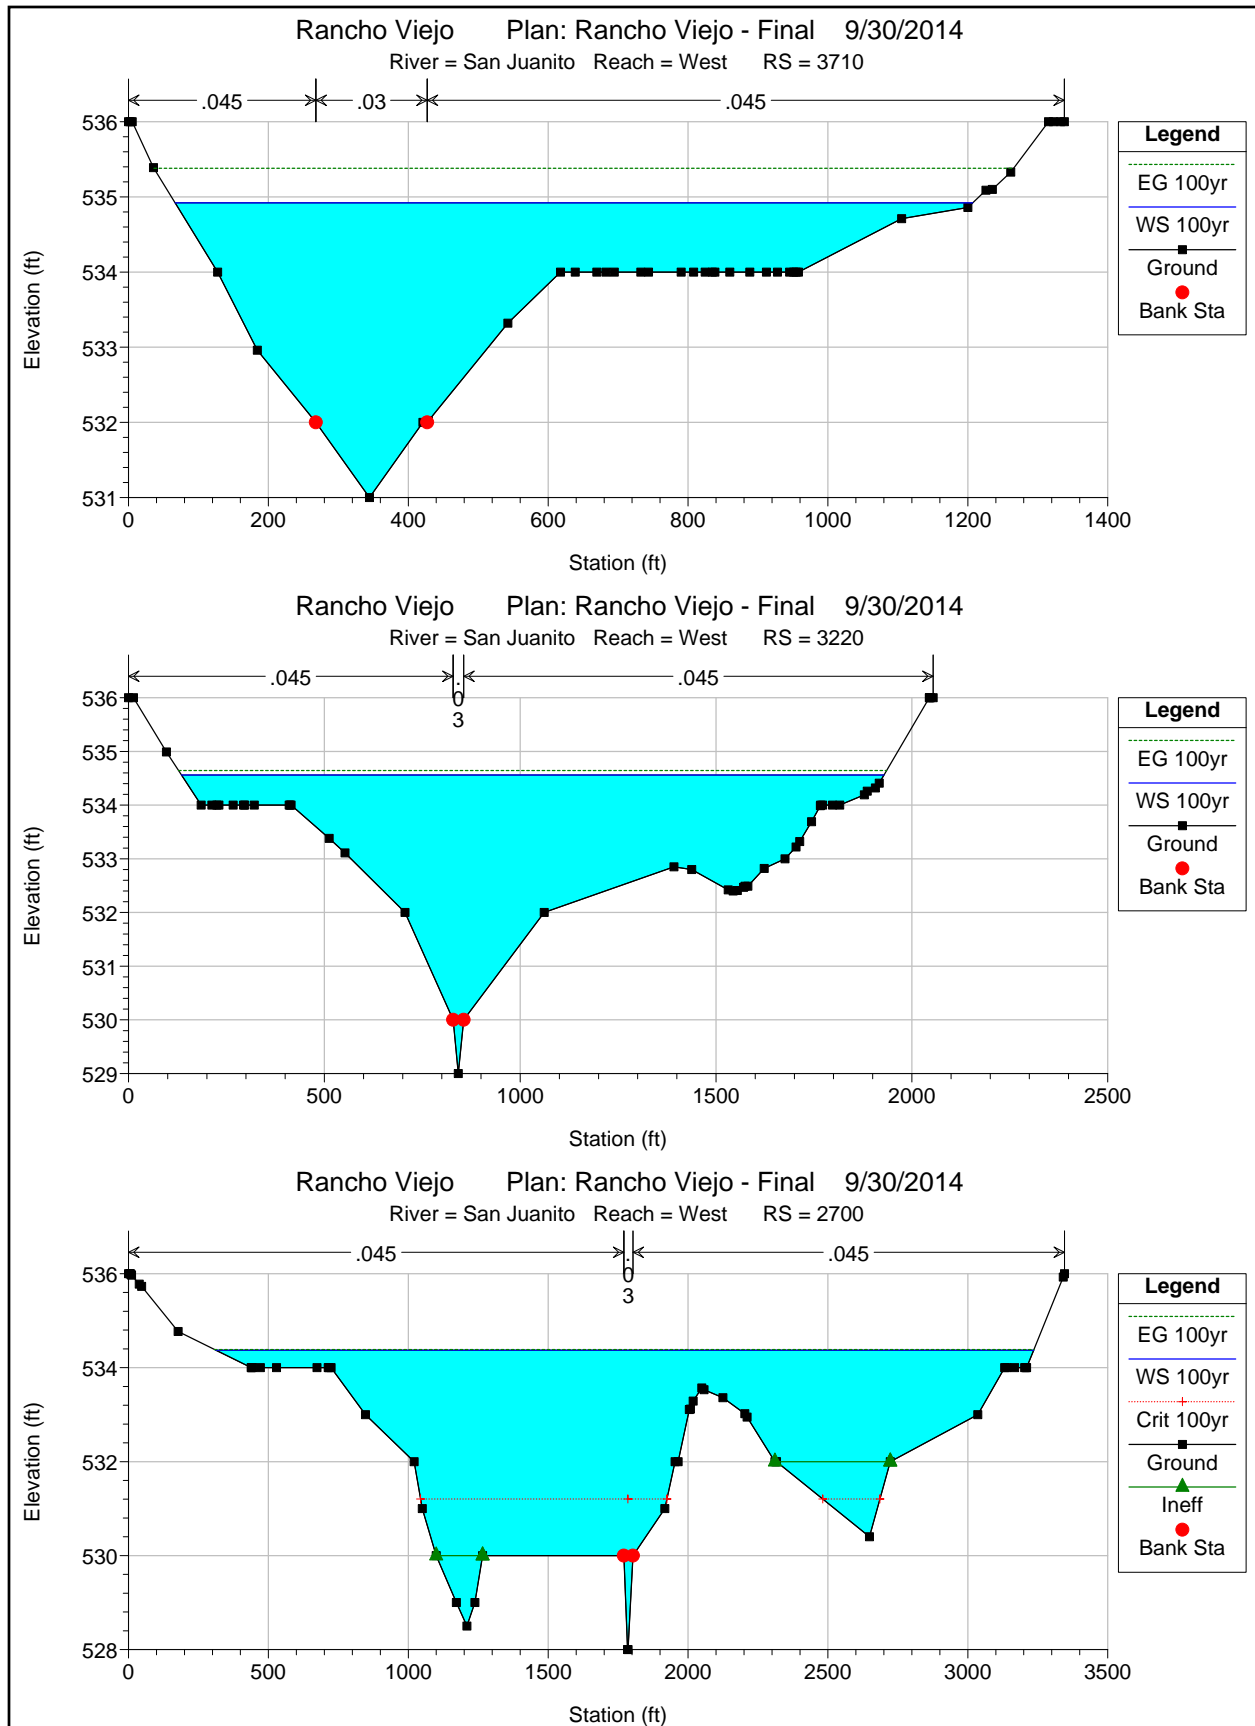 Rancho Viejo Plan: Rancho Viejo - Final 9/30/2014
River = San Juanito Reach = West RS = 3710
.045 .03 .045
536
535
534
533
532
531
0 200 400 600 800 1000 1200 1400
Elevation (ft)
Station (ft)
Legend
EG 100yr
WS 100yr
Ground
Bank Sta
Rancho Viejo Plan: Rancho Viejo - Final 9/30/2014
River = San Juanito Reach = West RS = 3220
.045 .03 .045
536
535
534
533
532
531
530
529
0 500 1000 1500 2000 2500
Elevation (ft)
Station (ft)
Legend
EG 100yr
WS 100yr
Ground
Bank Sta
Rancho Viejo Plan: Rancho Viejo - Final 9/30/2014
River = San Juanito Reach = West RS = 2700
.045 .03 .045
536
534
532
530
528
0 500 1000 1500 2000 2500 3000 3500
Elevation (ft)
Station (ft)
Legend
EG 100yr
WS 100yr
Crit 100yr
Ground
Ineff
Bank Sta